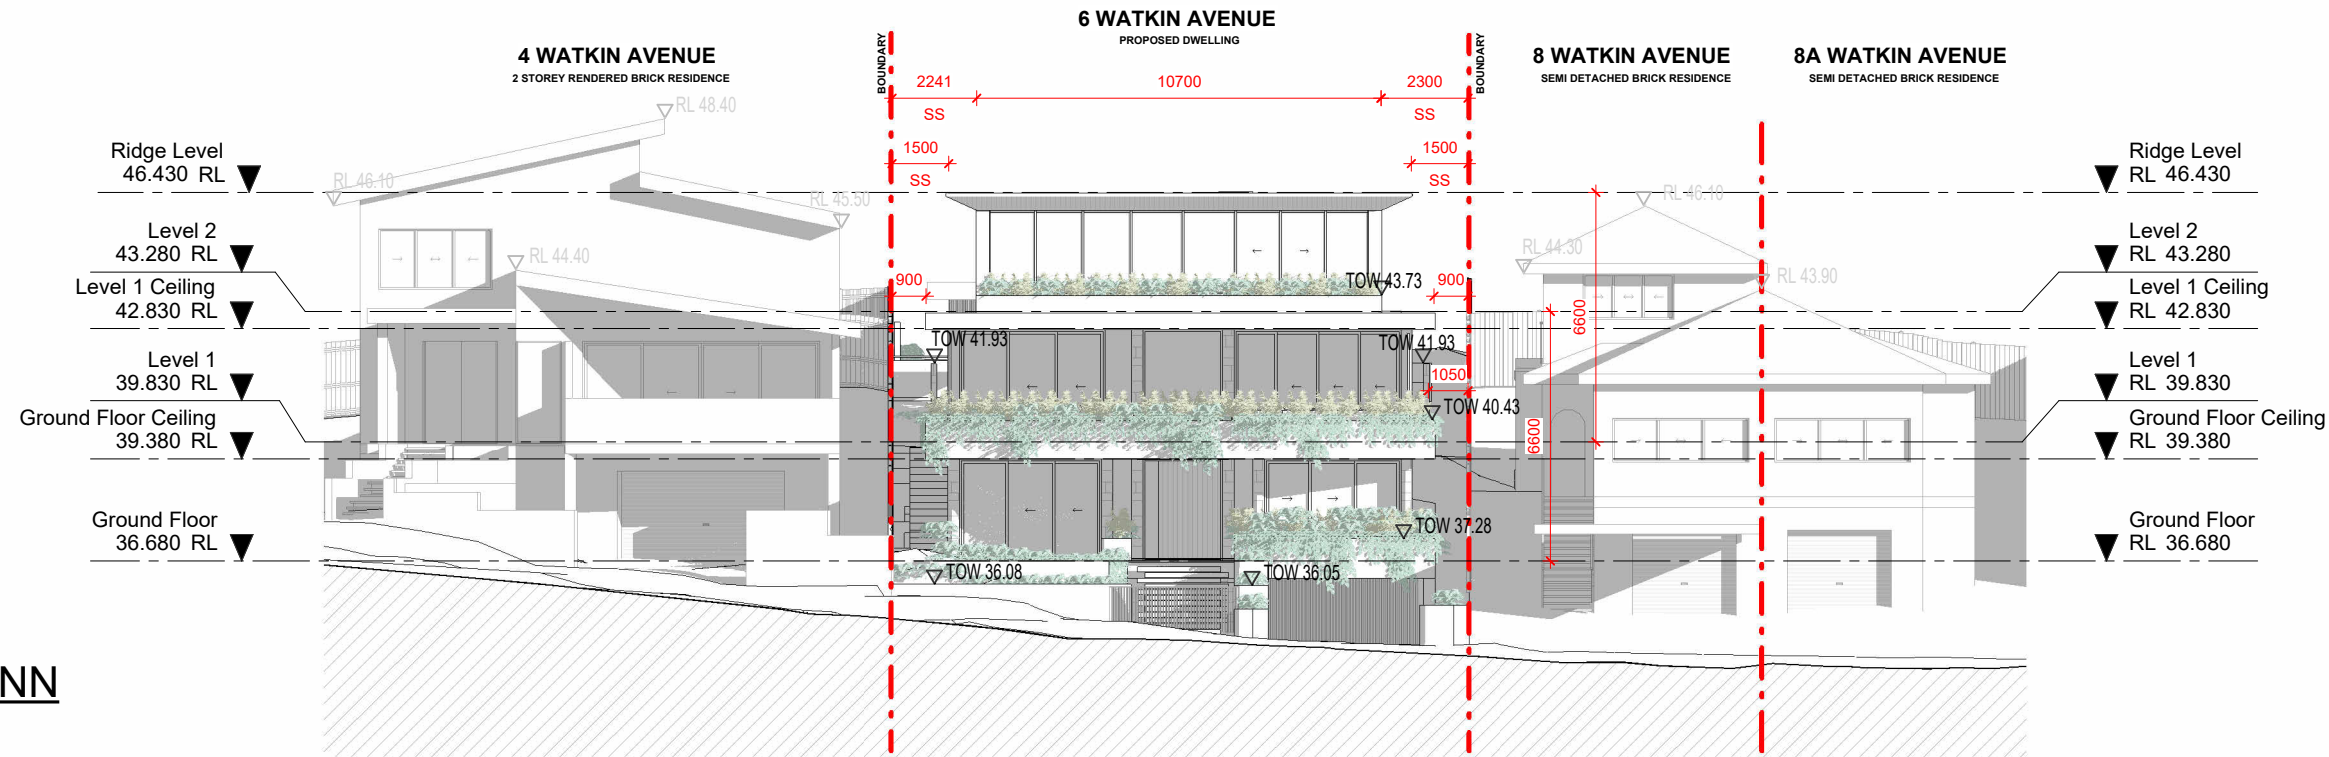 6 WATKIN AVENUE
PROPOSED DWELLING
4 WATKIN AVENUE
2 STOREY RENDERED BRICK RESIDENCE
8 WATKIN AVENUE
SEMI DETACHED BRICK RESIDENCE
8A WATKIN AVENUE
SEMI DETACHED BRICK RESIDENCE
BOUNDARY
BOUNDARY
2241
10700
2300
SS
SS
1500
1500
SS
SS
RL 48.40
RL 46.10
RL 45.50
RL 44.40
RL 46.10
RL 44.30
RL 43.90
Ridge Level
46.430 RL
Level 2
43.280 RL
Level 1 Ceiling
42.830 RL
Level 1
39.830 RL
Ground Floor Ceiling
39.380 RL
Ground Floor
36.680 RL
900
TOW 43.73
900
TOW 41.93
TOW 41.93
1050
TOW 40.43
TOW 37.28
TOW 36.08
TOW 36.05
6600
6600
Ridge Level
RL 46.430
Level 2
RL 43.280
Level 1 Ceiling
RL 42.830
Level 1
RL 39.830
Ground Floor Ceiling
RL 39.380
Ground Floor
RL 36.680
NN